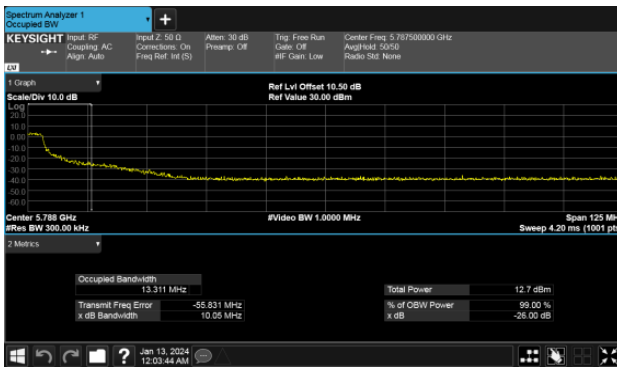 Spectrum Analyzer 1
Occupied BW
KEYSIGHT
Input: RF
Coupling: AC
Align: Auto
Input Z: 50 Ω
Corrections: On
Freq Ref: Int (S)
Atten: 30 dB
Preamp: Off
Trig: Free Run
Gate: Off
#IF Gain: Low
Center Freq: 5.787500000 GHz
Avg|Hold: 50/50
Radio Std: None
LXI
1 Graph
Scale/Div 10.0 dB
Ref Lvl Offset 10.50 dB
Ref Value 30.00 dBm
Log
20.0
10.0
0.00
-10.0
-20.0
-30.0
-40.0
-50.0
-60.0
Center 5.788 GHz
#Video BW 1.0000 MHz
Span 125 MH
#Res BW 300.00 kHz
Sweep 4.20 ms (1001 pts
2 Metrics
Occupied Bandwidth
13.311 MHz
Total Power 12.7 dBm
Transmit Freq Error -55.831 MHz
% of OBW Power 99.00 %
x dB Bandwidth 10.05 MHz
x dB -26.00 dB
?
Jan 13, 2024
12:03:44 AM